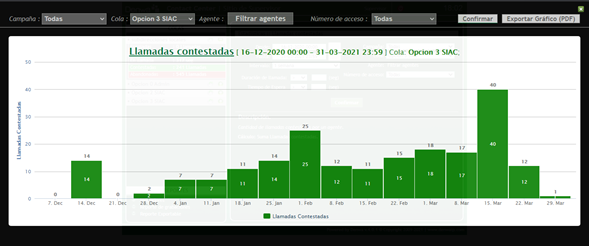 Campaña : Todas Cola : Opcion 3 SIAC Agente : Filtrar agentes Número de acceso : Todas Confirmar Exportar Gráfico (PDF)
Llamadas contestadas [ 16-12-2020 00:00 - 31-03-2021 23:59 ] Cola: Opcion 3 SIAC;
Llamadas Contestadas
50
40
30
20
10
0
0 14 0 2 7 7 11 14 25 12 11 15 18 17 40 12 1
14 2 7 7 11 14 25 12 11 15 18 17 40 12
7. Dec 14. Dec 21. Dec 28. Dec 4. Jan 11. Jan 18. Jan 25. Jan 1. Feb 8. Feb 15. Feb 22. Feb 1. Mar 8. Mar 15. Mar 22. Mar 29. Mar
Llamadas Contestadas